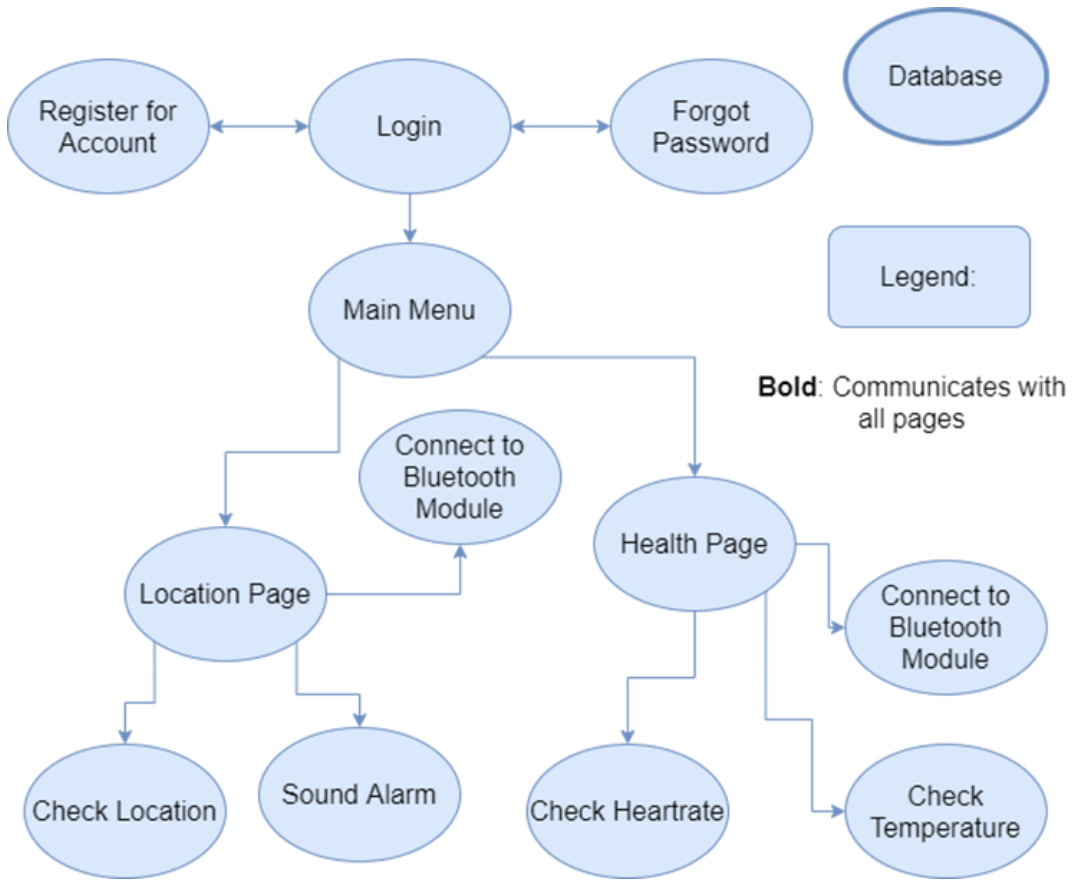 Database
Register for
Account
Login
Forgot
Password
Legend:
Main Menu
Bold: Communicates with
all pages
Connect to
Bluetooth
Module
Health Page
Location Page
Connect to
Bluetooth
Module
Check Location
Sound Alarm
Check Heartrate
Check
Temperature